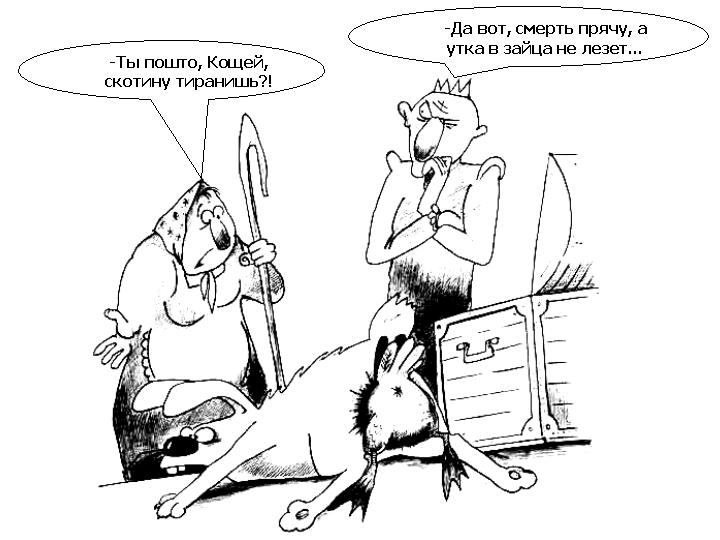 -Ты пошто, Кощей,
скотину тиранишь?!
-Да вот, смерть прячу, а
утка в зайца не лезет...